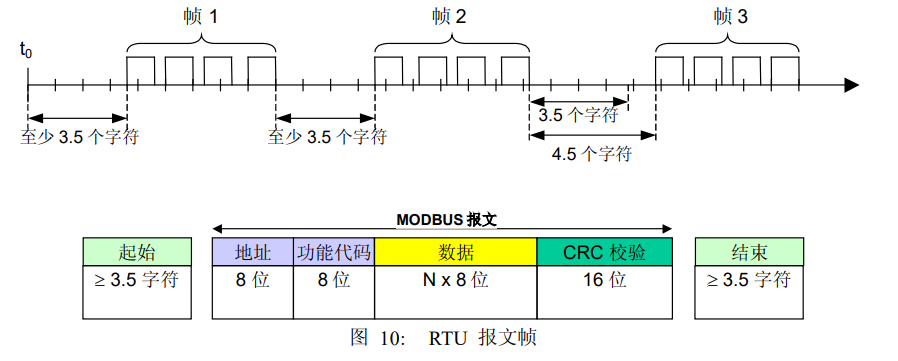 帧 1 帧 2 帧 3
t0
3.5 个字符
至少 3.5 个字符 至少 3.5 个字符
4.5 个字符
MODBUS 报文
起始 地址 功能代码 数据 CRC 校验 结束
≥ 3.5 字符 8 位 8 位 N x 8 位 16 位 ≥ 3.5 字符
图 10: RTU 报文帧